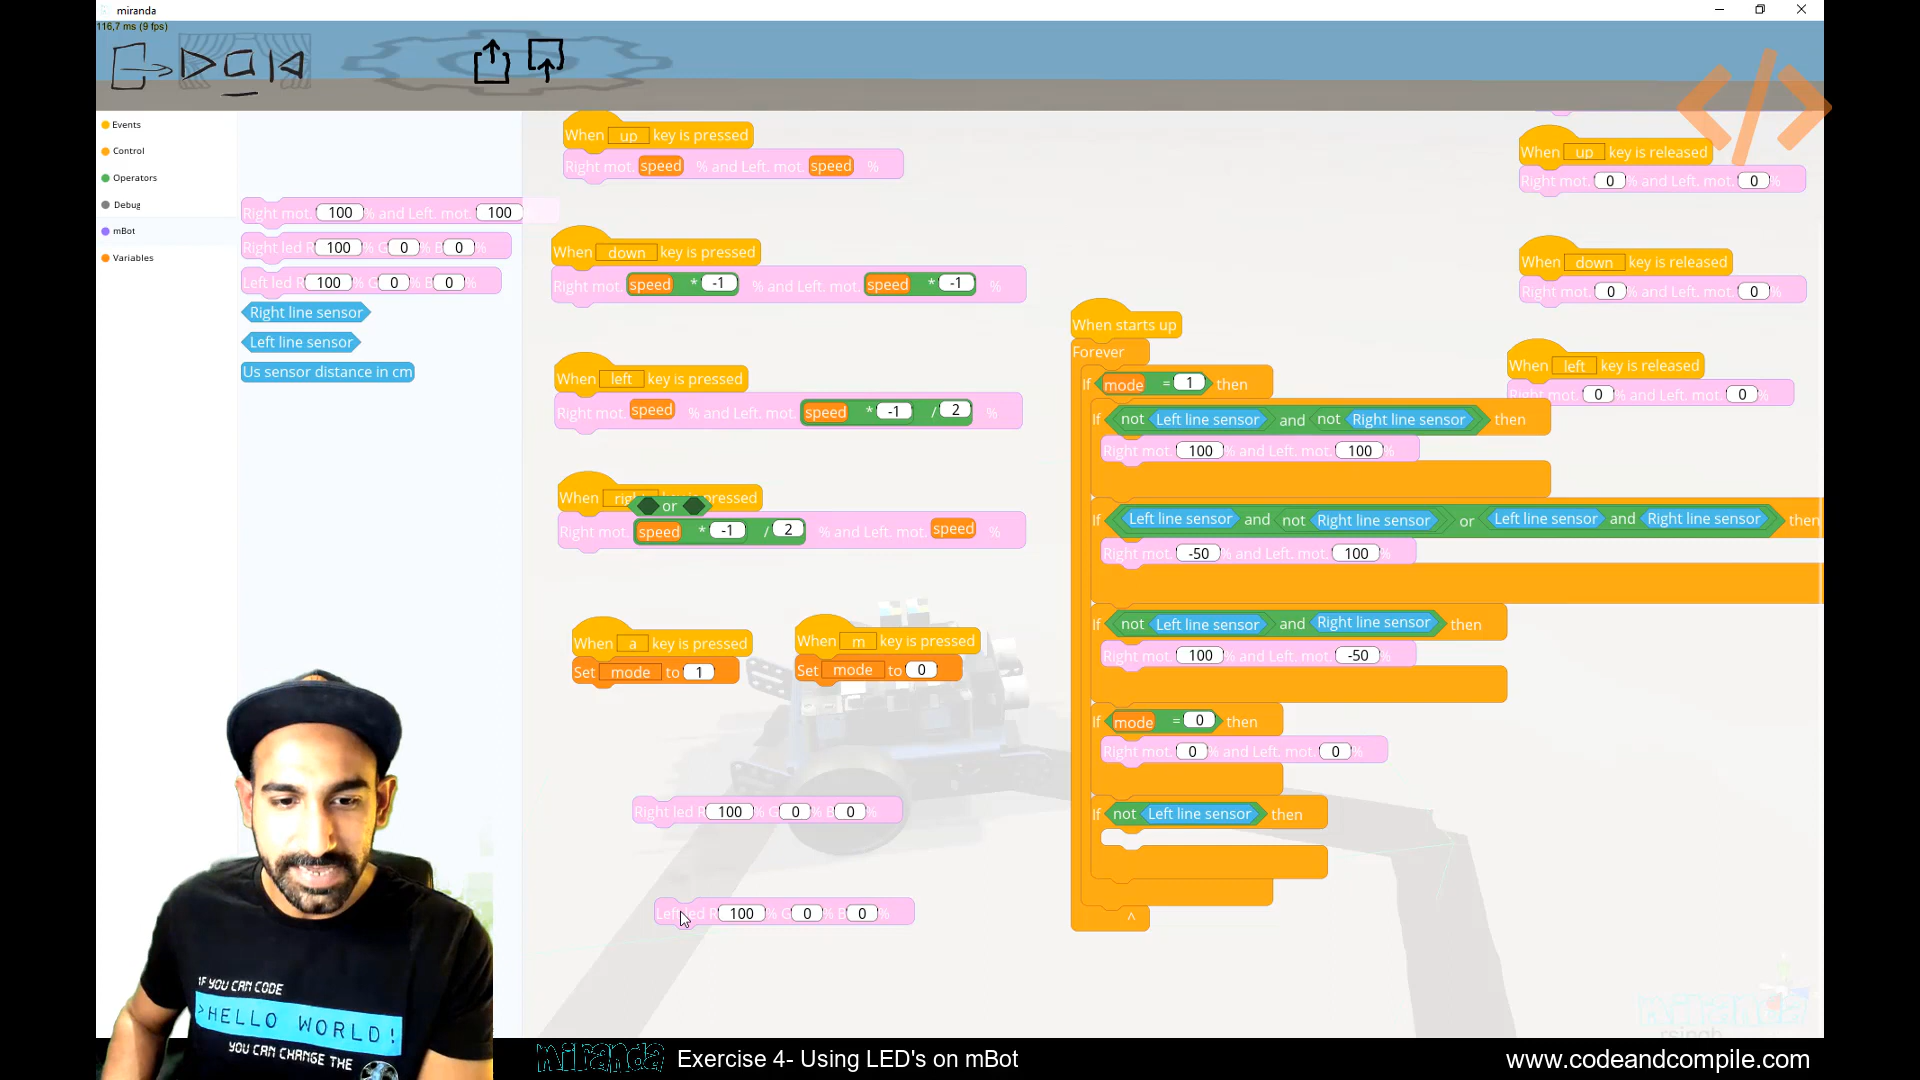 miranda
116,7 ms (9 fps)
Events
Control
Operators
Debug
mBot
Variables
Right mot. 100 % and Left. mot. 100
Right led R 100 % G 0 % B 0 %
Left led R 100 % G 0 % B 0 %
Right line sensor
Left line sensor
Us sensor distance in cm
When up key is pressed
Right mot. speed % and Left. mot. speed %
When down key is pressed
Right mot. speed * -1 % and Left. mot. speed * -1 %
When left key is pressed
Right mot. speed % and Left. mot. speed * -1 / 2 %
When right key is pressed
or
Right mot. speed * -1 / 2 % and Left. mot. speed %
When a key is pressed
Set mode to 1
When m key is pressed
Set mode to 0
Right led R 100 % G 0 % B 0 %
Left led R 100 % G 0 % B 0 %
When starts up
Forever
If mode = 1 then
If not Left line sensor and not Right line sensor then
Right mot. 100 % and Left. mot. 100 %
If Left line sensor and not Right line sensor or Left line sensor and Right line sensor then
Right mot. -50 % and Left. mot. 100 %
If not Left line sensor and Right line sensor then
Right mot. 100 % and Left. mot. -50 %
If mode = 0 then
Right mot. 0 % and Left. mot. 0 %
If not Left line sensor then
^
When up key is released
Right mot. 0 % and Left. mot. 0 %
When down key is released
Right mot. 0 % and Left. mot. 0 %
When left key is released
Right mot. 0 % and Left. mot. 0 %
</>
miranda
rsingh
IF YOU CAN CODE
>HELLO WORLD!
YOU CAN CHANGE THE
miranda Exercise 4- Using LED's on mBot
www.codeandcompile.com